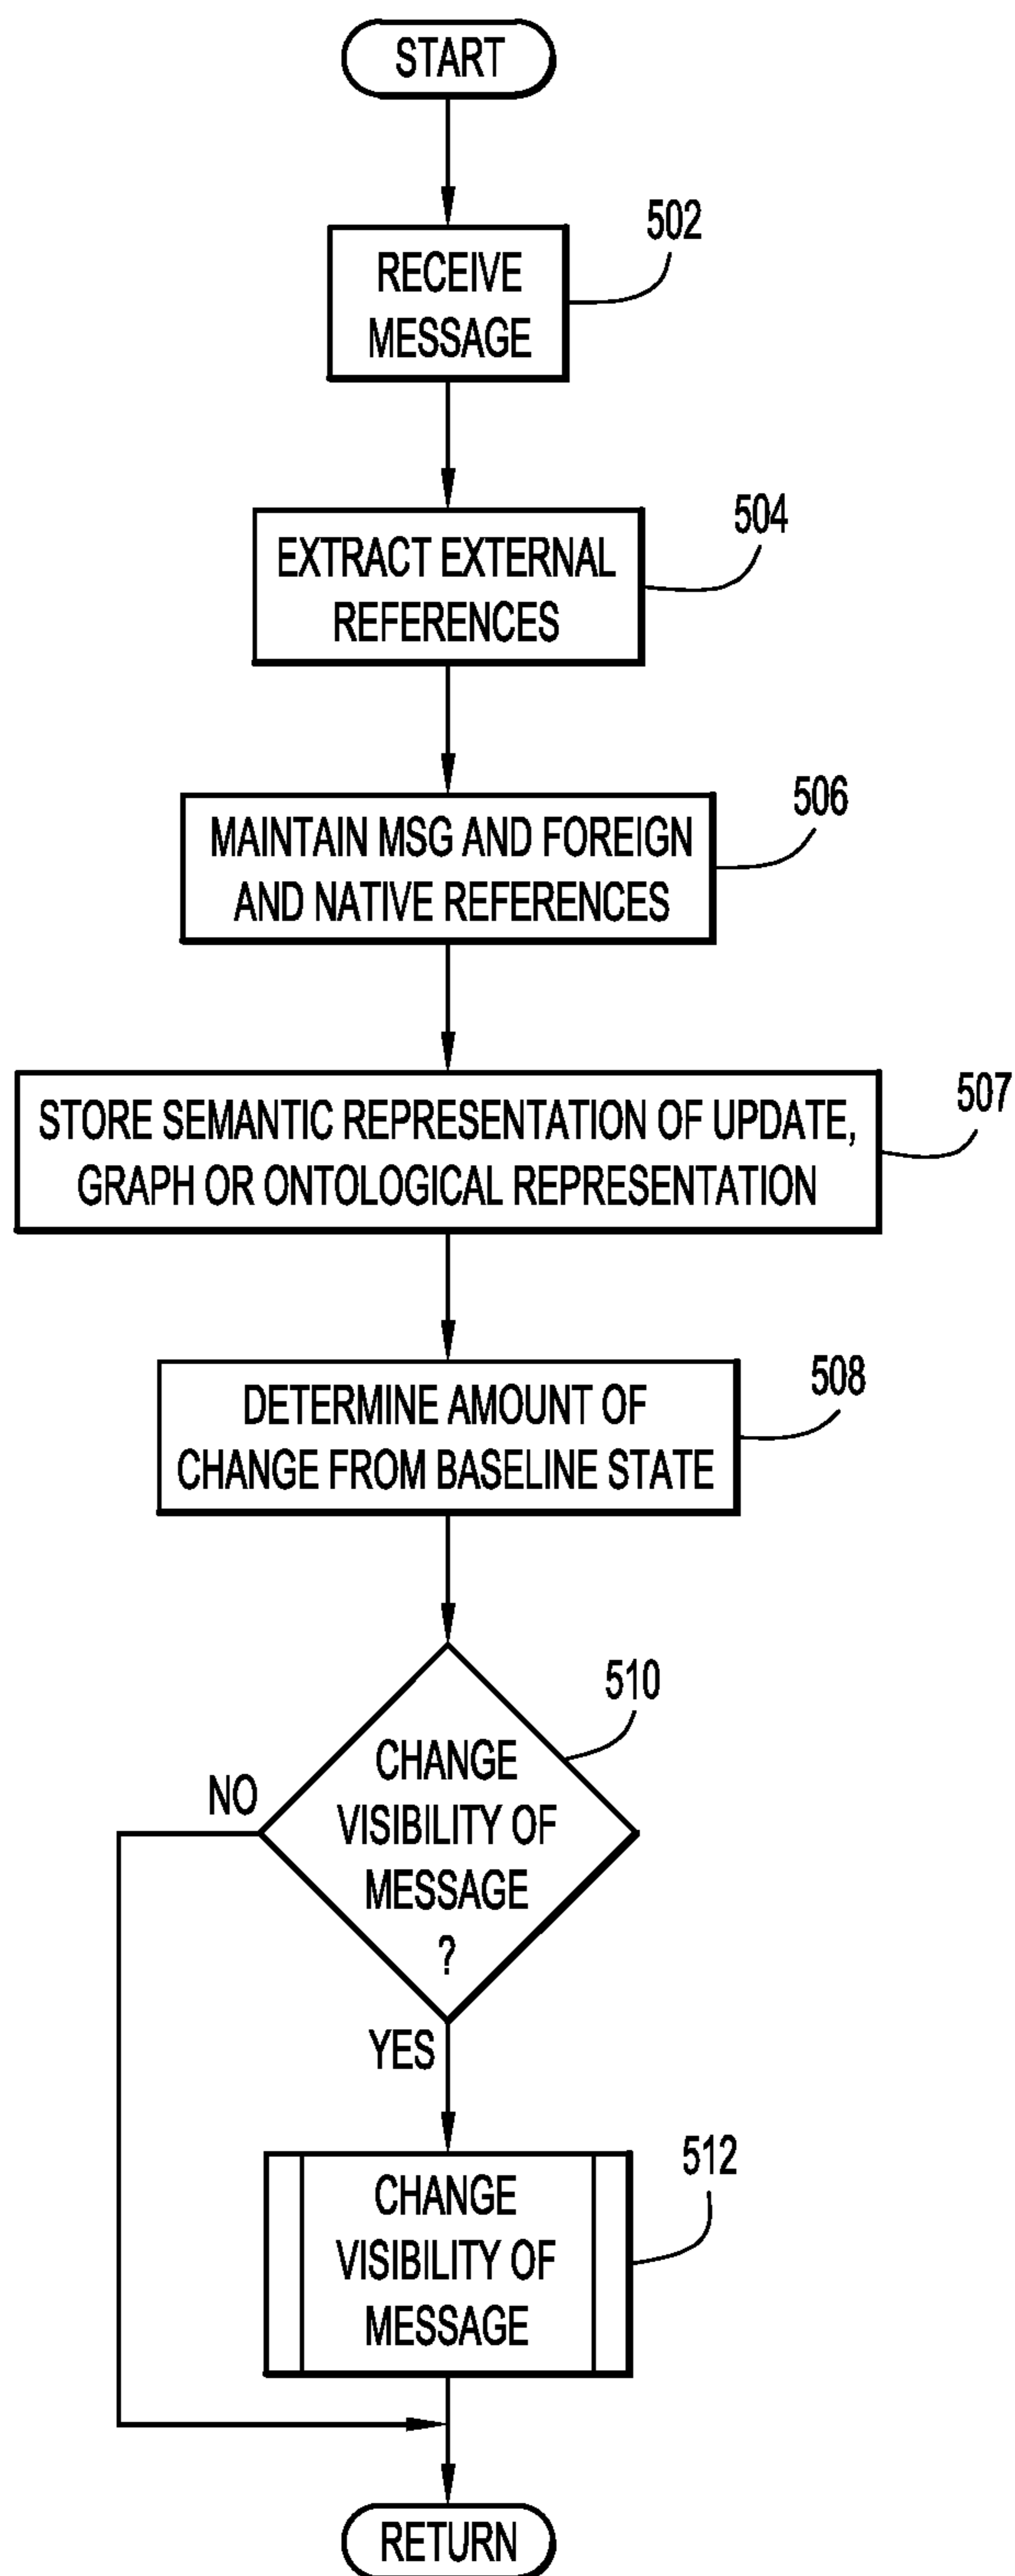 START
502
RECEIVE
MESSAGE
504
EXTRACT EXTERNAL
REFERENCES
506
MAINTAIN MSG AND FOREIGN
AND NATIVE REFERENCES
507
STORE SEMANTIC REPRESENTATION OF UPDATE,
GRAPH OR ONTOLOGICAL REPRESENTATION
508
DETERMINE AMOUNT OF
CHANGE FROM BASELINE STATE
510
CHANGE
VISIBILITY OF
MESSAGE
?
NO
YES
512
CHANGE
VISIBILITY OF
MESSAGE
RETURN